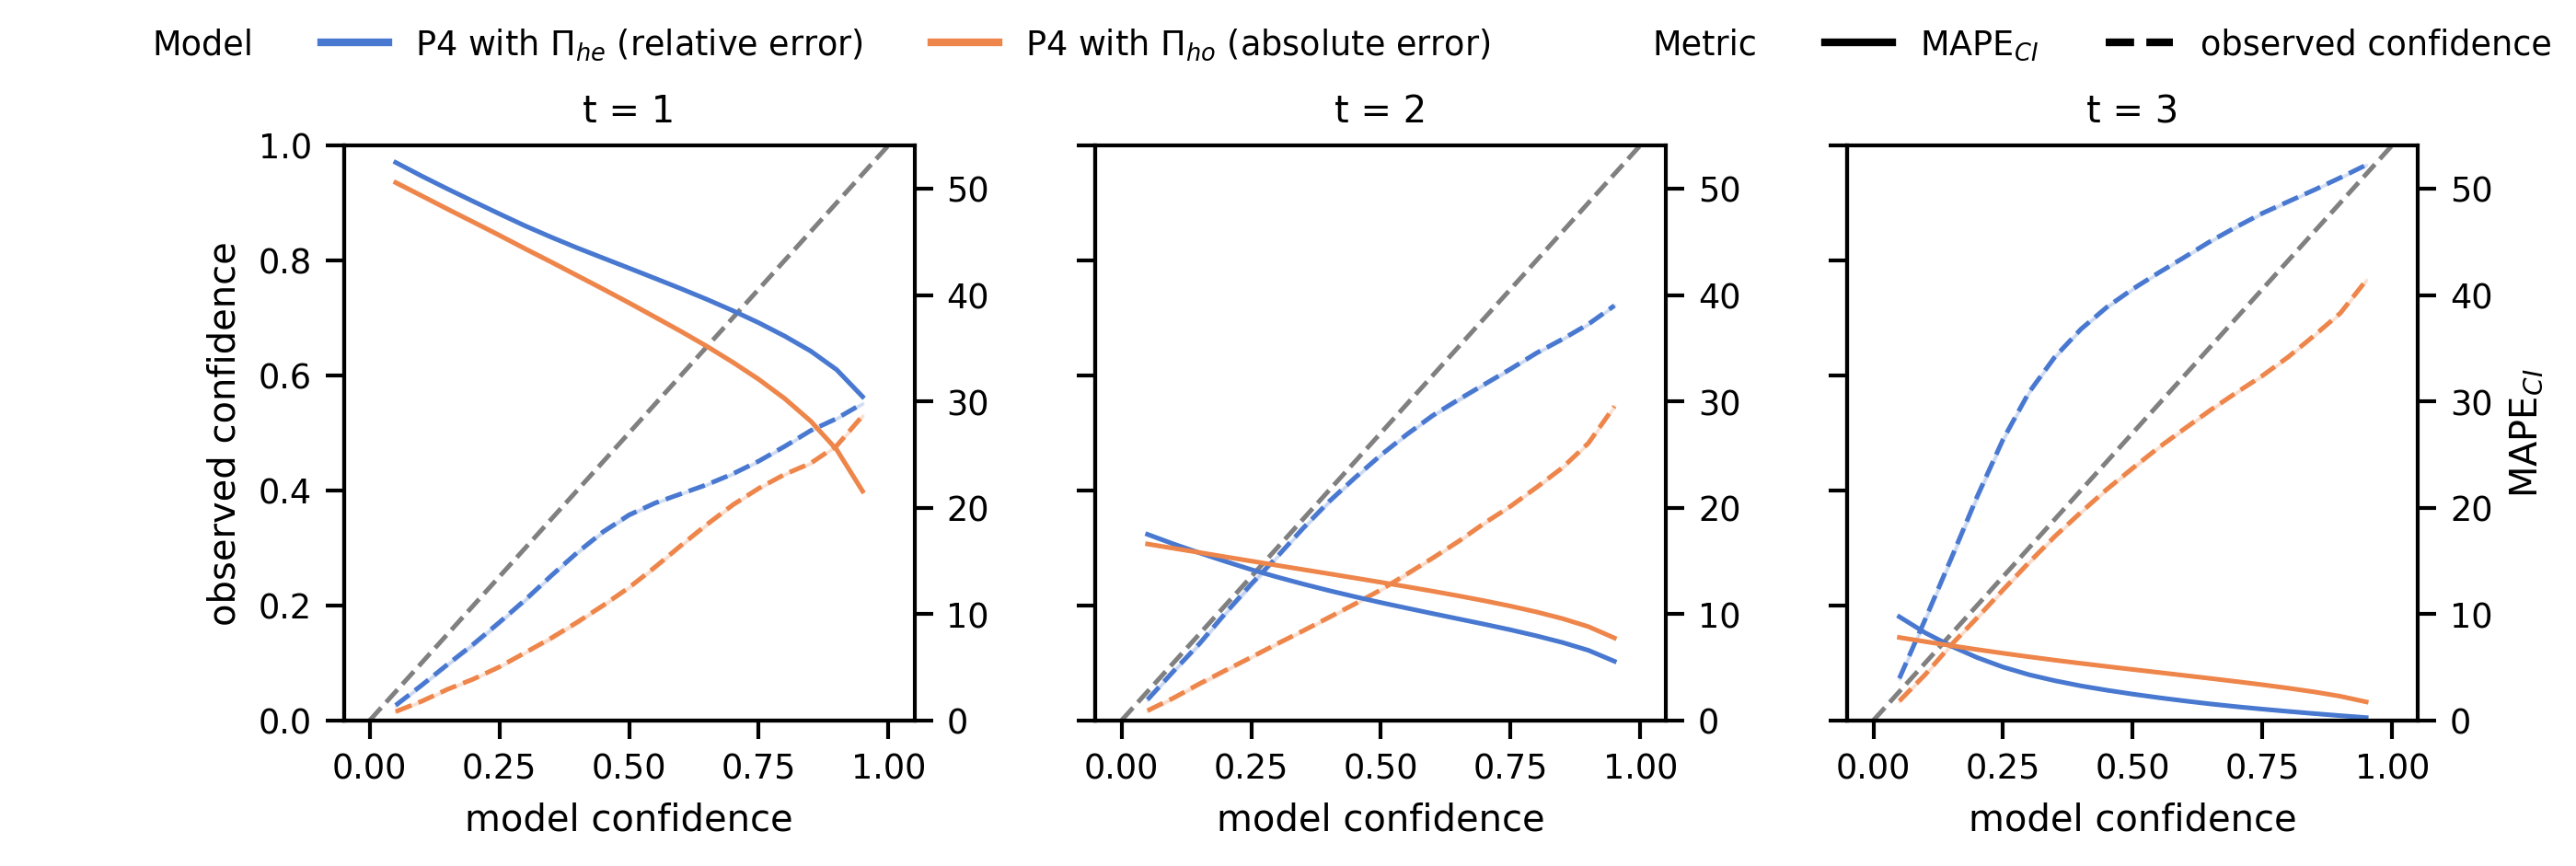 Model P4 with Π_he (relative error) P4 with Π_ho (absolute error) Metric MAPE_CI observed confidence
t = 1 t = 2 t = 3
observed confidence
1.0
0.8
0.6
0.4
0.2
0.0
50
40
30
20
10
0
0.00 0.25 0.50 0.75 1.00
model confidence
50
40
30
20
10
0
0.00 0.25 0.50 0.75 1.00
model confidence
50
40
30
20
10
0
MAPE_CI
0.00 0.25 0.50 0.75 1.00
model confidence